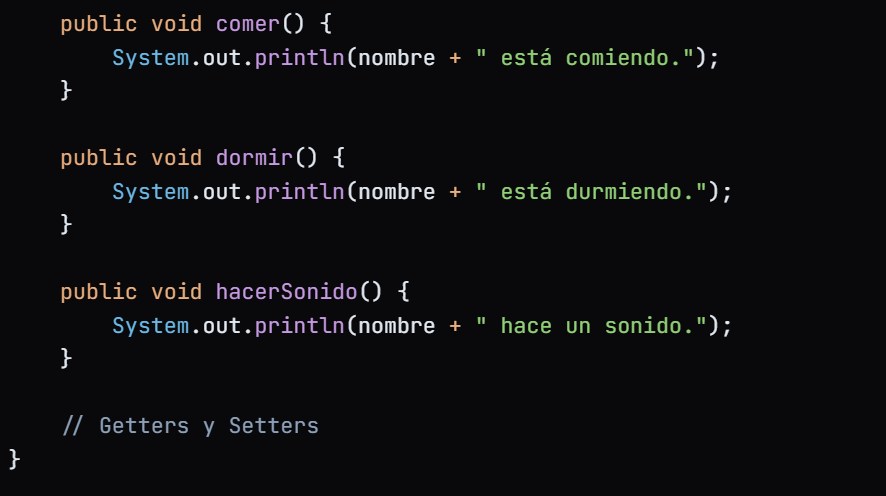 public void comer() {
System.out.println(nombre + " está comiendo.");
}
public void dormir() {
System.out.println(nombre + " está durmiendo.");
}
public void hacerSonido() {
System.out.println(nombre + " hace un sonido.");
}
// Getters y Setters
}